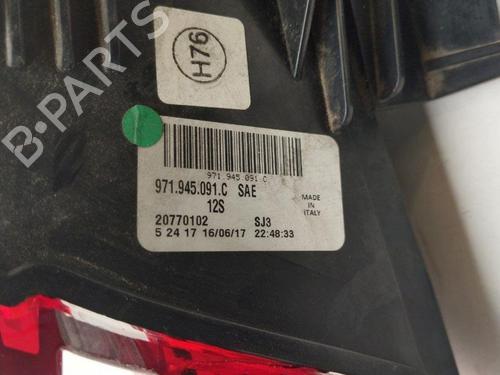 B-PARTS
H76
971.945.091.C
971.945.091.C SAE
12S
MADE
IN
ITALY
20770102 SJ3
5 24 17 16/06/17 22:48:33